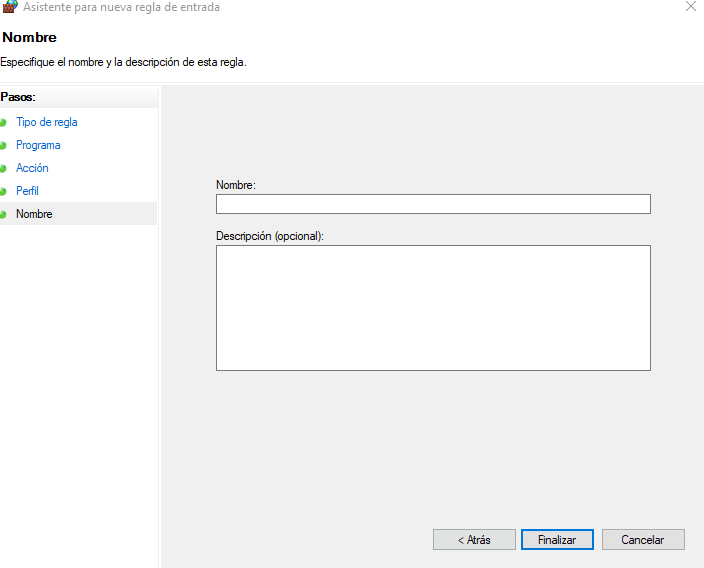 Asistente para nueva regla de entrada
Nombre
Especifique el nombre y la descripción de esta regla.
Pasos:
Tipo de regla
Programa
Acción
Perfil
Nombre
Nombre:
Descripción (opcional):
< Atrás
Finalizar
Cancelar